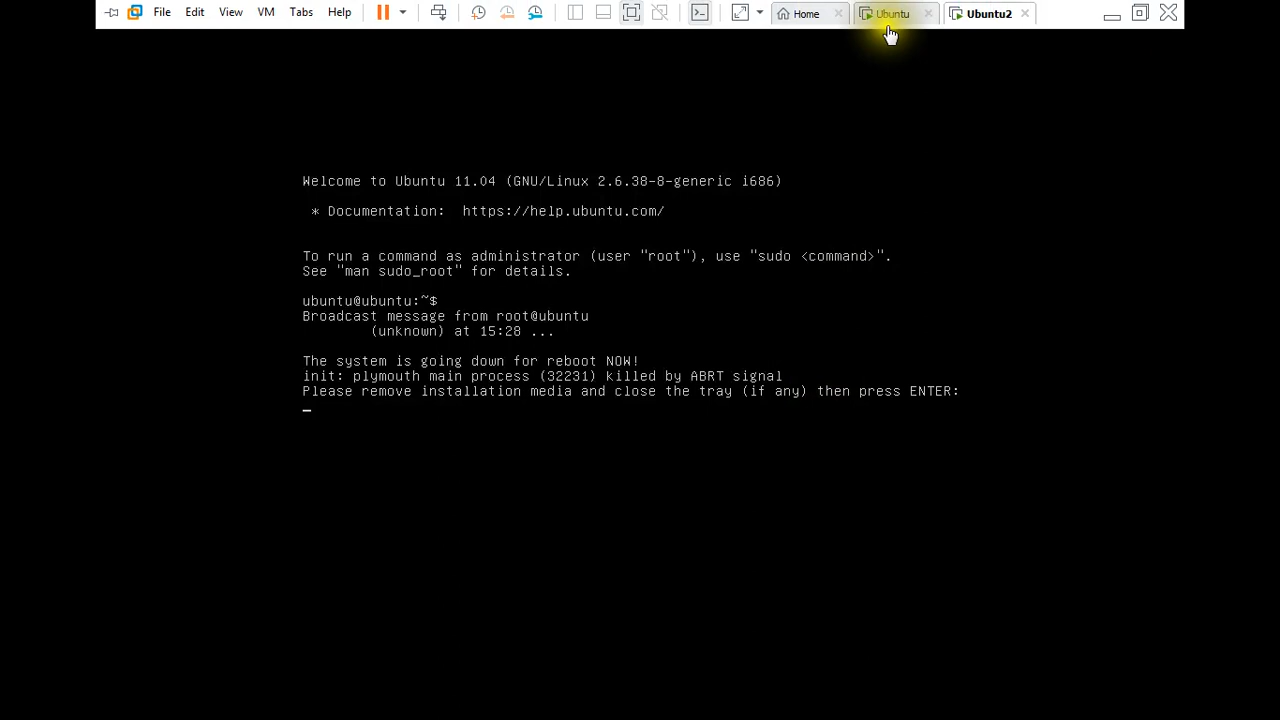 File Edit View VM Tabs Help Home Ubuntu Ubuntu2
Welcome to Ubuntu 11.04 (GNU/Linux 2.6.38-8-generic i686)
* Documentation:  https://help.ubuntu.com/
To run a command as administrator (user "root"), use "sudo <command>".
See "man sudo_root" for details.
ubuntu@ubuntu:~$
Broadcast message from root@ubuntu
(unknown) at 15:28 ...
The system is going down for reboot NOW!
init: plymouth main process (32231) killed by ABRT signal
Please remove installation media and close the tray (if any) then press ENTER: